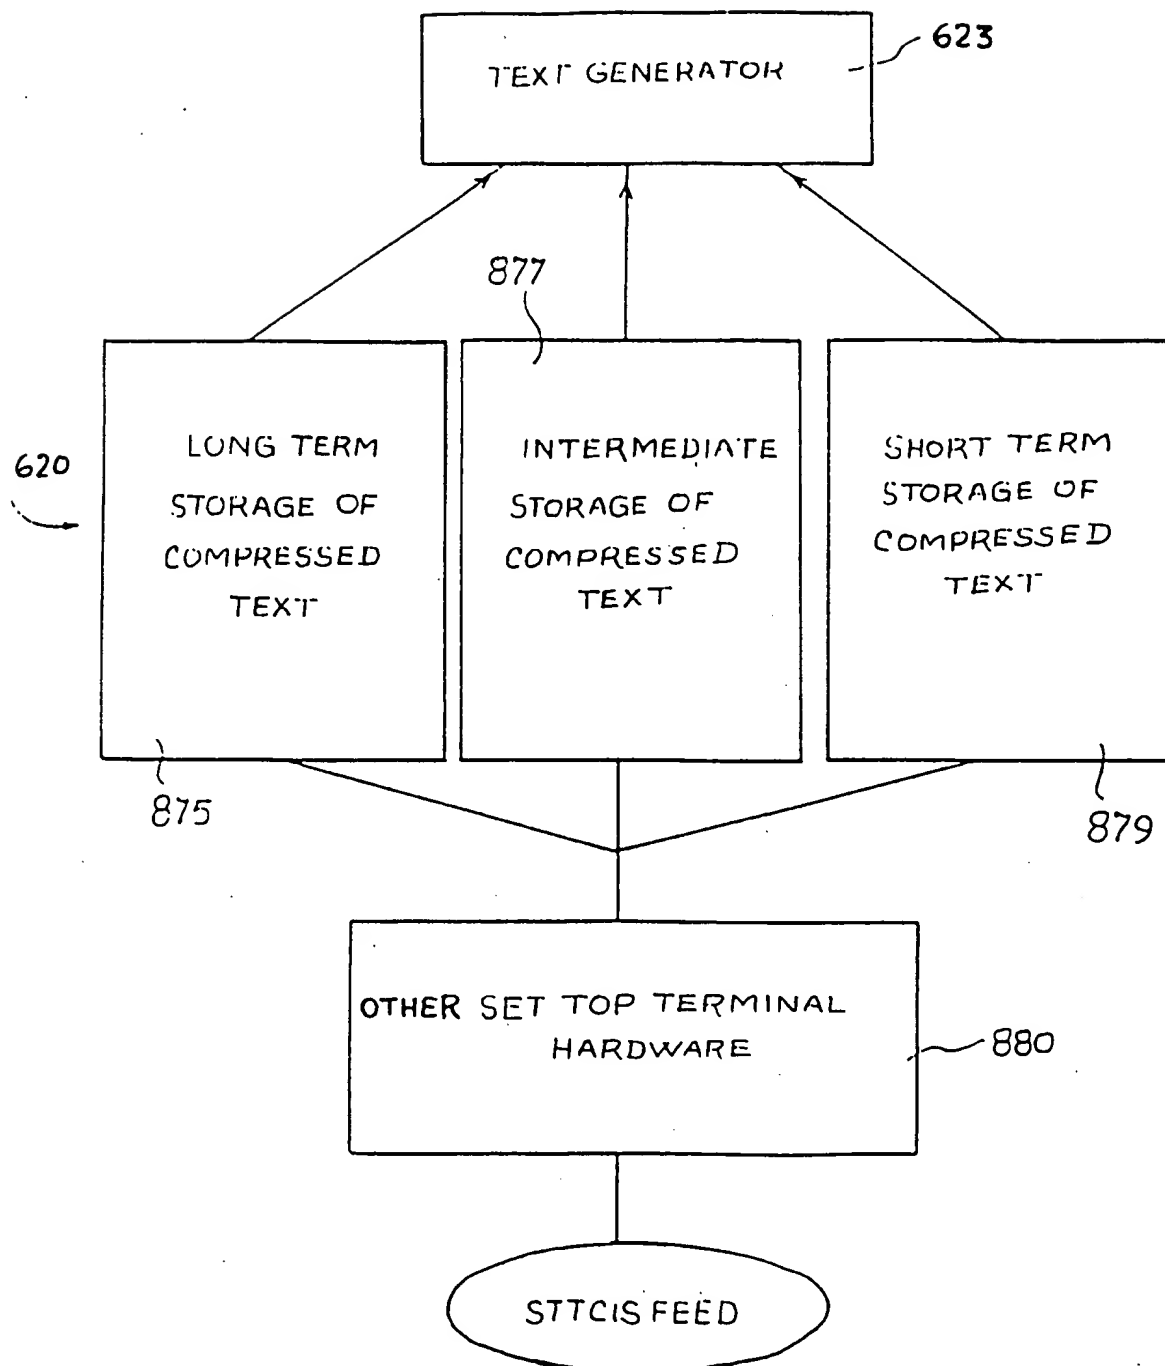 TEXT GENERATOR
623
877
620
LONG TERM
STORAGE OF
COMPRESSED
TEXT
INTERMEDIATE
STORAGE OF
COMPRESSED
TEXT
SHORT TERM
STORAGE OF
COMPRESSED
TEXT
875
879
OTHER SET TOP TERMINAL
HARDWARE
880
STTCIS FEED